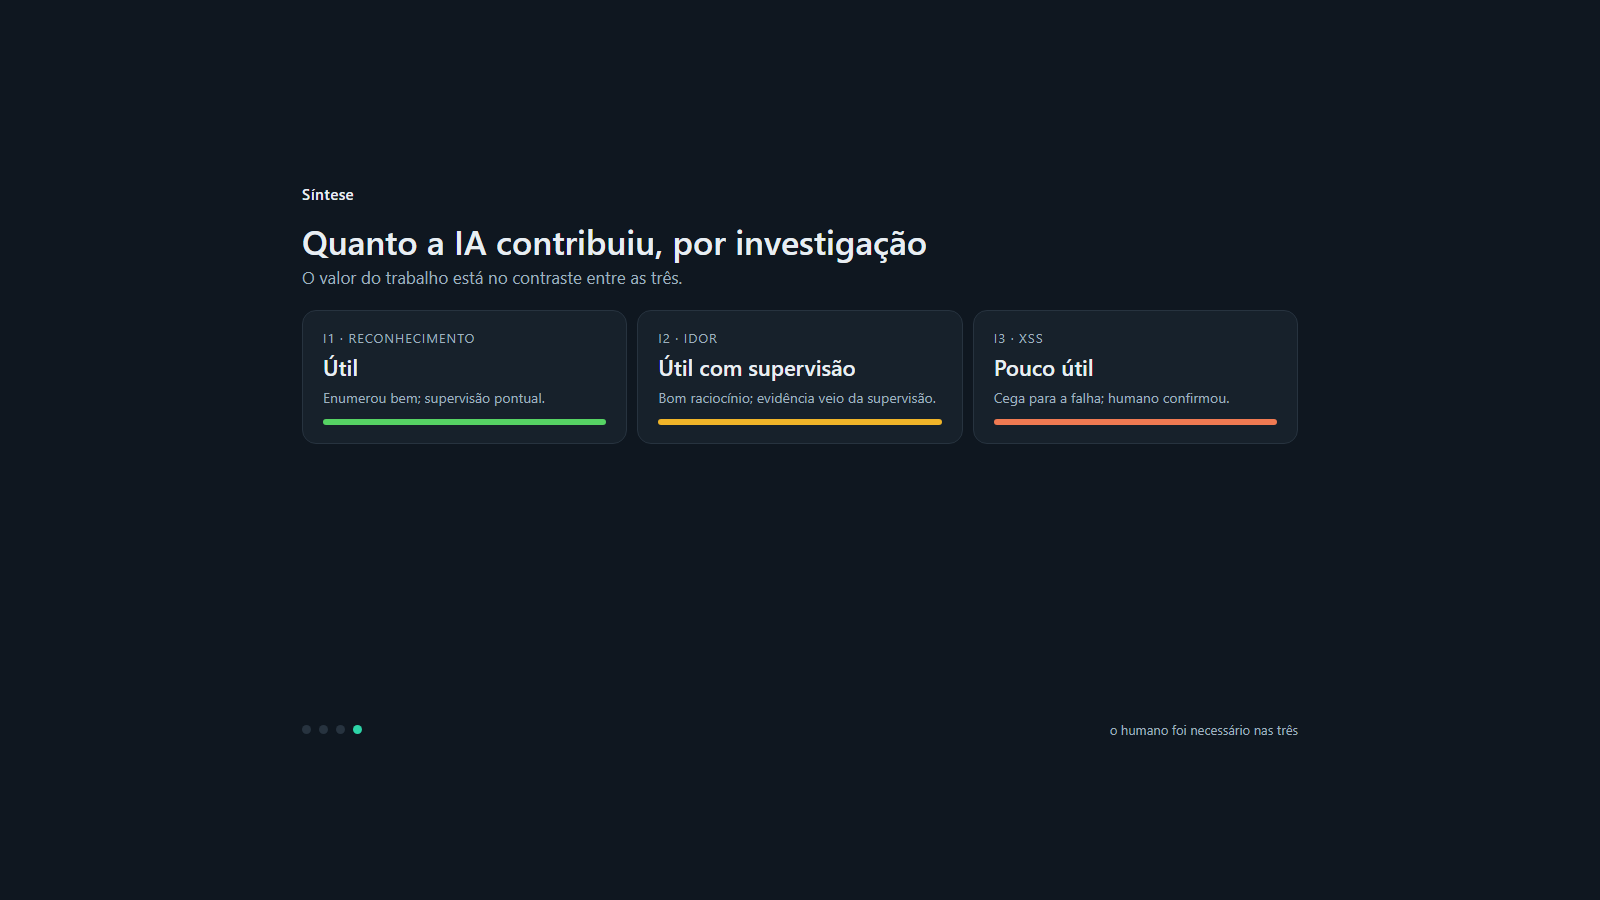 Síntese
Quanto a IA contribuiu, por investigação
O valor do trabalho está no contraste entre as três.
I1 · RECONHECIMENTO
Útil
Enumerou bem; supervisão pontual.
I2 · IDOR
Útil com supervisão
Bom raciocínio; evidência veio da supervisão.
I3 · XSS
Pouco útil
Cega para a falha; humano confirmou.
o humano foi necessário nas três